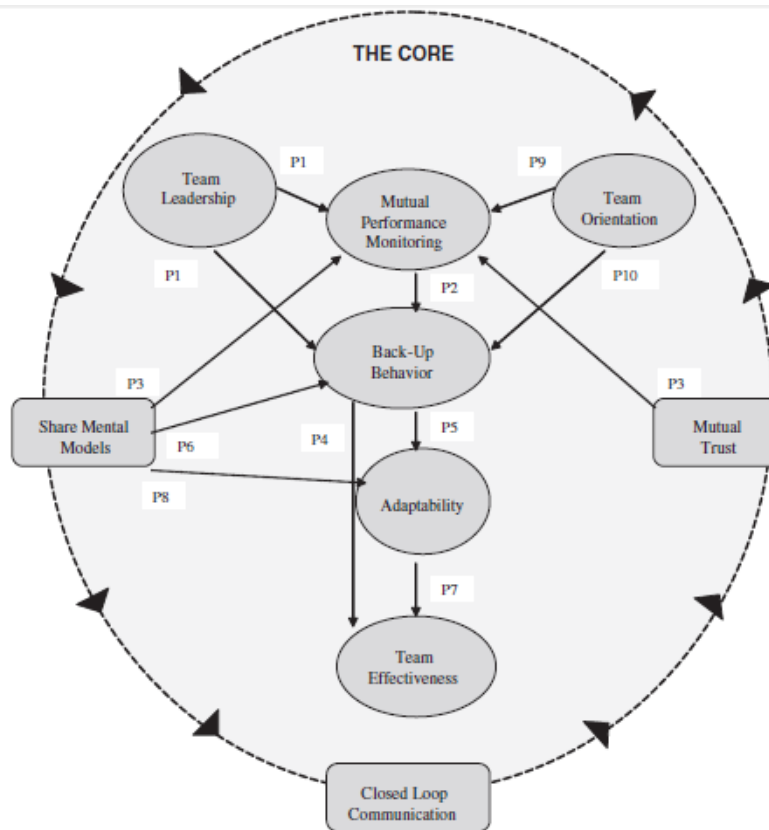 THE CORE
Team
Leadership
P1
P9
Mutual
Performance
Monitoring
Team
Orientation
P1
P2
P10
Back-Up
Behavior
P3
P3
Share Mental
Models
P6
P4
P5
Mutual
Trust
P8
Adaptability
P7
Team
Effectiveness
Closed Loop
Communication